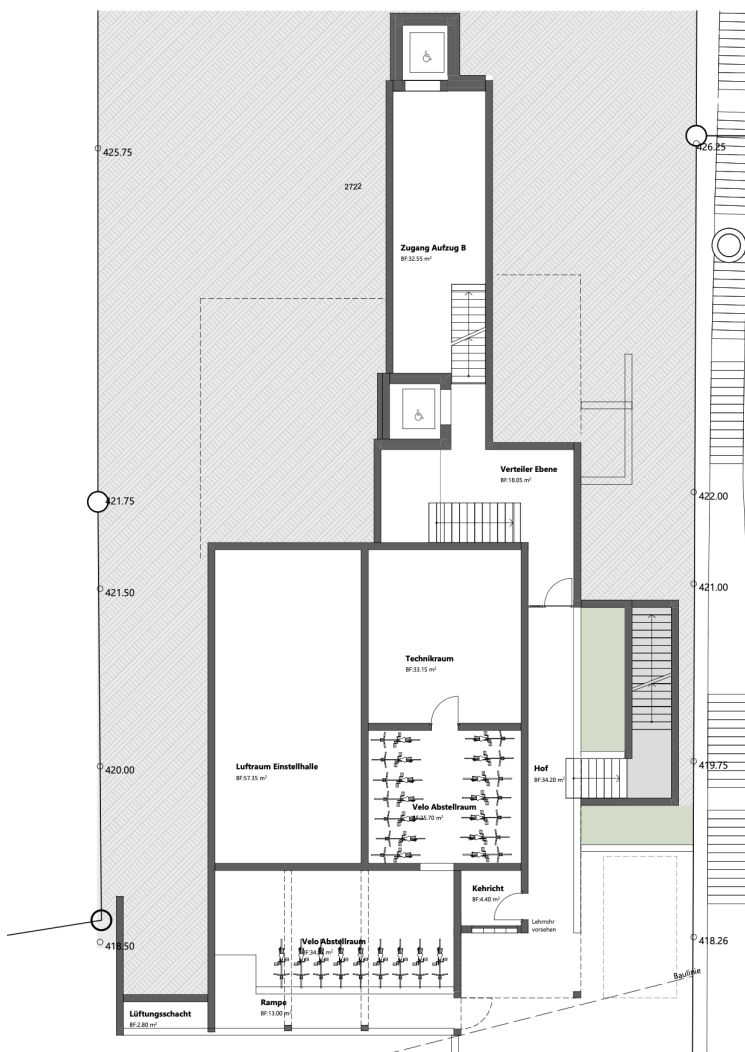 425.75
426.25
2722
Zugang Aufzug B
BF:32.55 m²
Verteiler Ebene
BF:18.05 m²
421.75
422.00
421.50
421.00
Technikraum
BF:33.15 m²
Luftraum Einstellhalle
BF:57.35 m²
Hof
BF:34.20 m²
420.00
419.75
Velo Abstellraum
25.70 m²
Kehricht
BF:4.40 m²
Lehrrohr
vorsehen
418.50
418.26
Velo Abstellraum
Baulinie
Rampe
BF:13.00 m²
Lüftungsschacht
BF:2.80 m²